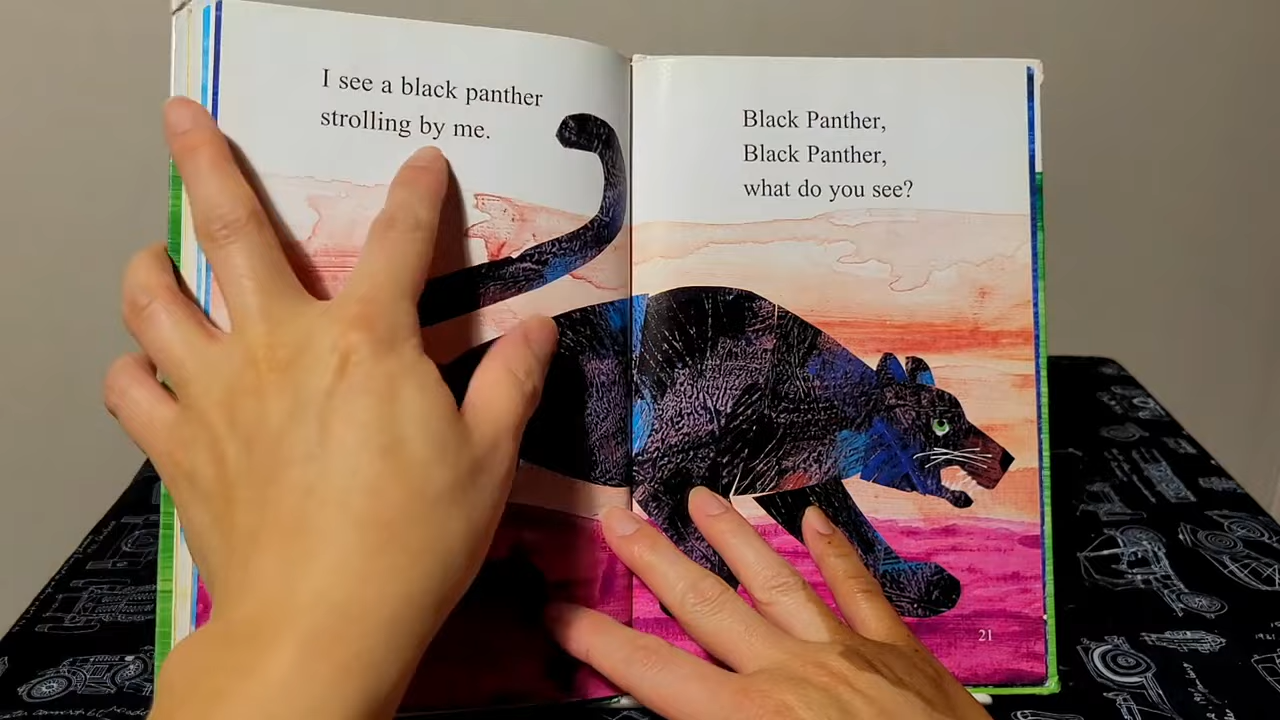 I see a black panther
strolling by me.
Black Panther,
Black Panther,
what do you see?
21